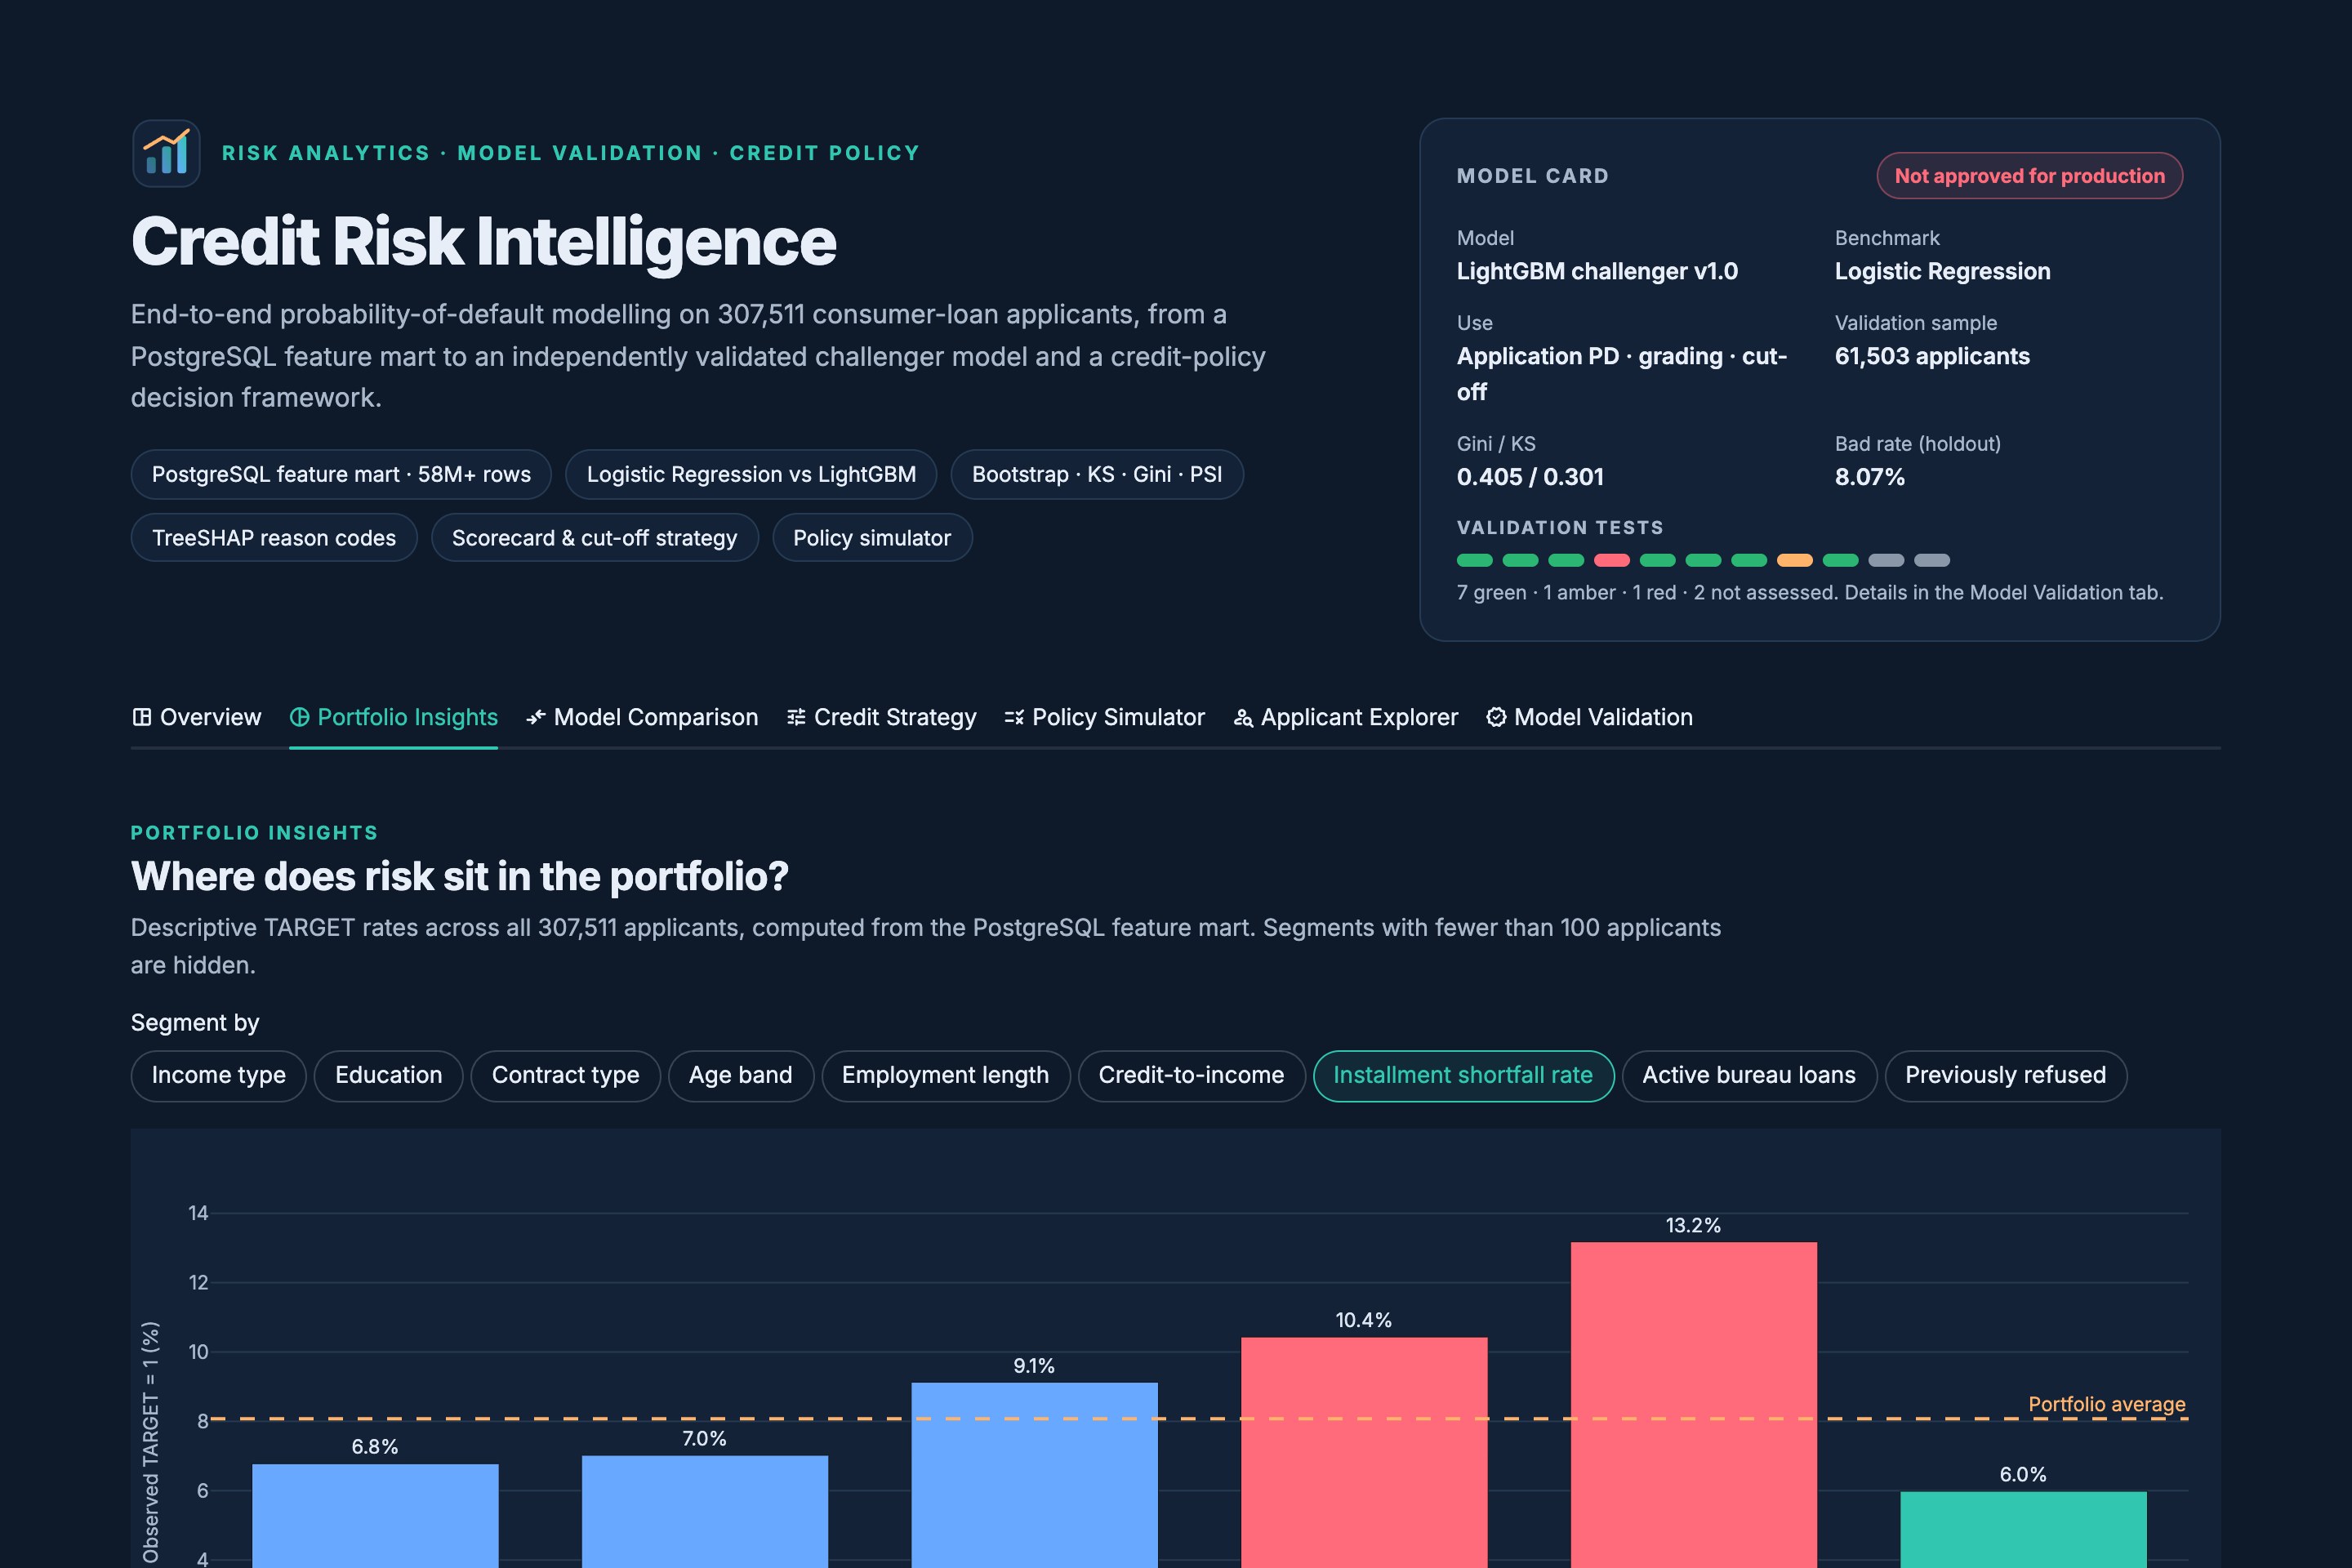 RISK ANALYTICS · MODEL VALIDATION · CREDIT POLICY
Credit Risk Intelligence
End-to-end probability-of-default modelling on 307,511 consumer-loan applicants, from a
PostgreSQL feature mart to an independently validated challenger model and a credit-policy
decision framework.
PostgreSQL feature mart · 58M+ rows
Logistic Regression vs LightGBM
Bootstrap · KS · Gini · PSI
TreeSHAP reason codes
Scorecard & cut-off strategy
Policy simulator
MODEL CARD
Not approved for production
Model
LightGBM challenger v1.0
Benchmark
Logistic Regression
Use
Application PD · grading · cut-
off
Validation sample
61,503 applicants
Gini / KS
0.405 / 0.301
Bad rate (holdout)
8.07%
VALIDATION TESTS
7 green · 1 amber · 1 red · 2 not assessed. Details in the Model Validation tab.
Overview
Portfolio Insights
Model Comparison
Credit Strategy
Policy Simulator
Applicant Explorer
Model Validation
PORTFOLIO INSIGHTS
Where does risk sit in the portfolio?
Descriptive TARGET rates across all 307,511 applicants, computed from the PostgreSQL feature mart. Segments with fewer than 100 applicants
are hidden.
Segment by
Income type
Education
Contract type
Age band
Employment length
Credit-to-income
Installment shortfall rate
Active bureau loans
Previously refused
Observed TARGET = 1 (%)
14
12
10
8
6
4
6.8%
7.0%
9.1%
10.4%
13.2%
6.0%
Portfolio average